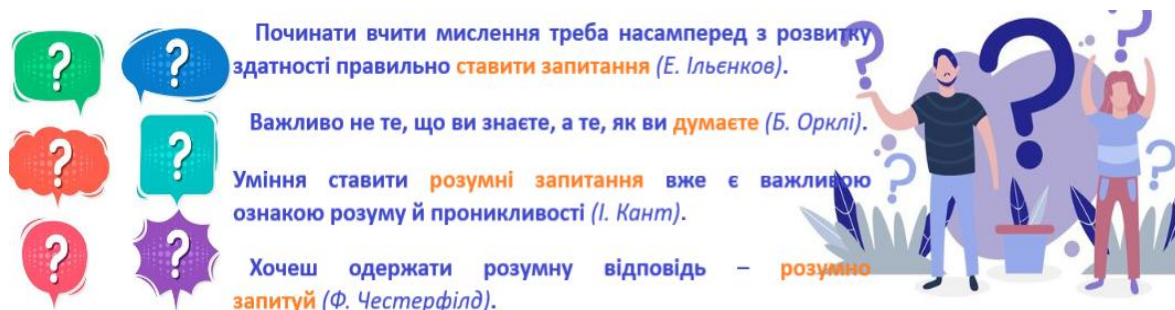 Починати вчити мислення треба насамперед з розвитку
здатності правильно ставити запитання (Е. Ільєнков).
Важливо не те, що ви знаєте, а те, як ви думаєте (Б. Орклі).
Уміння ставити розумні запитання вже є важливою
ознакою розуму й проникливості (І. Кант).
Хочеш одержати розумну відповідь – розумно
запитуй (Ф. Честерфілд).